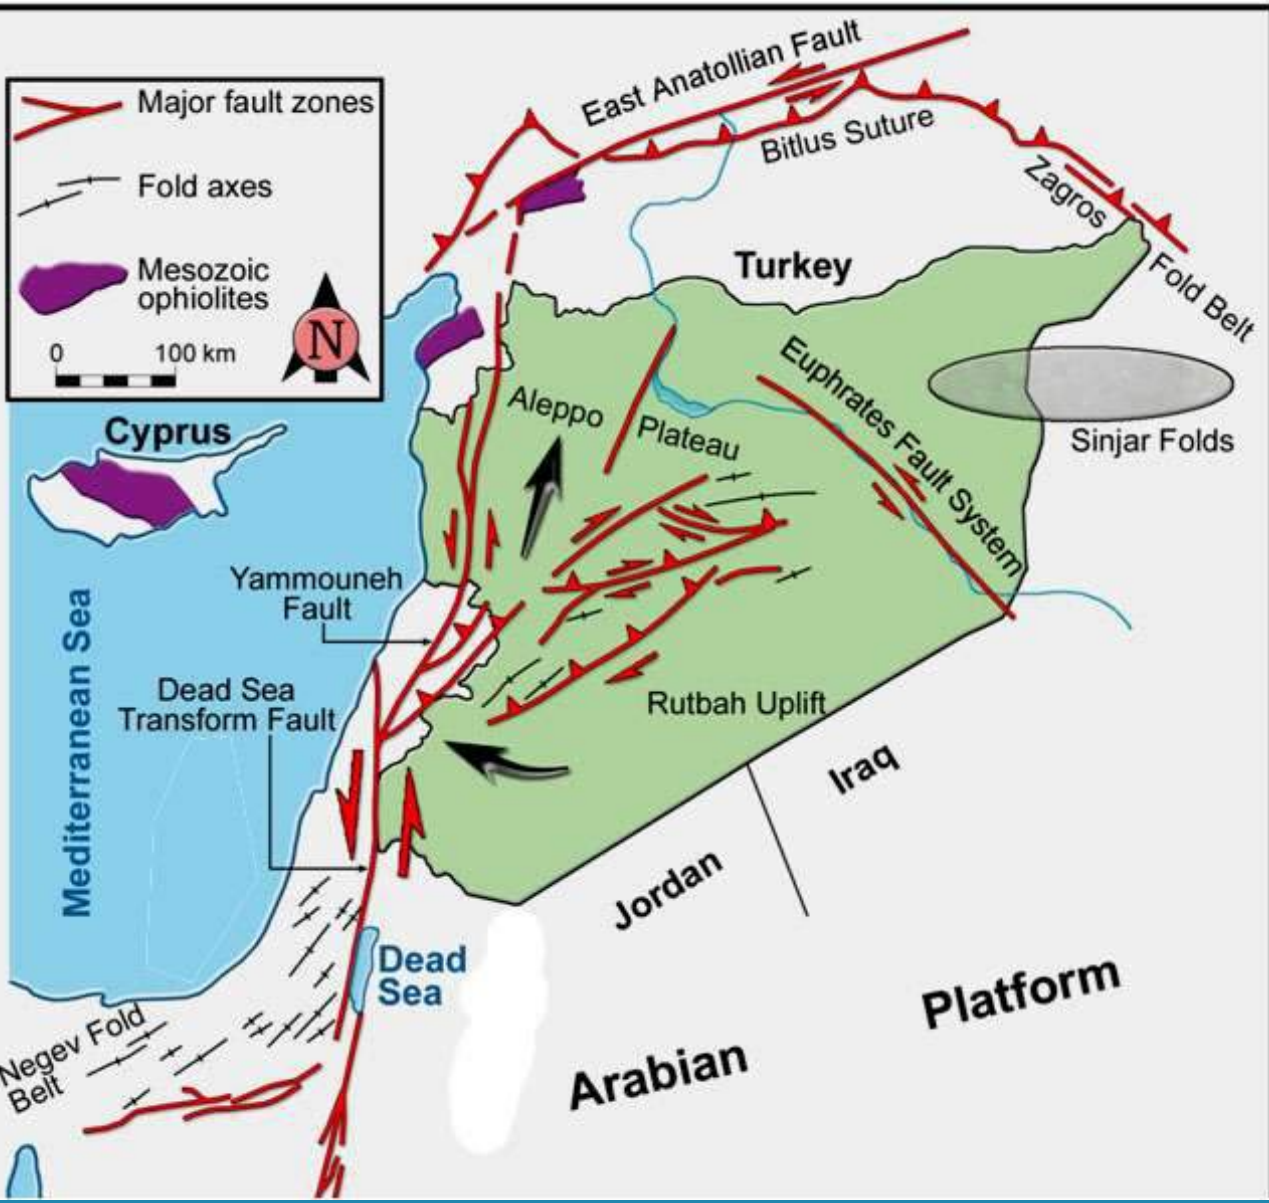 East Anatollian Fault
Major fault zones
Bitlus Suture
Fold axes
Zagros
Fold Belt
Mesozoic
ophiolites
Turkey
N
0 100 km
Euphrates Fault System
Aleppo
Plateau
Cyprus
Sinjar Folds
Yammouneh
Fault
Mediterranean Sea
Dead Sea
Transform Fault
Rutbah Uplift
Iraq
Jordan
Dead
Sea
Platform
Negev Fold
Belt
Arabian